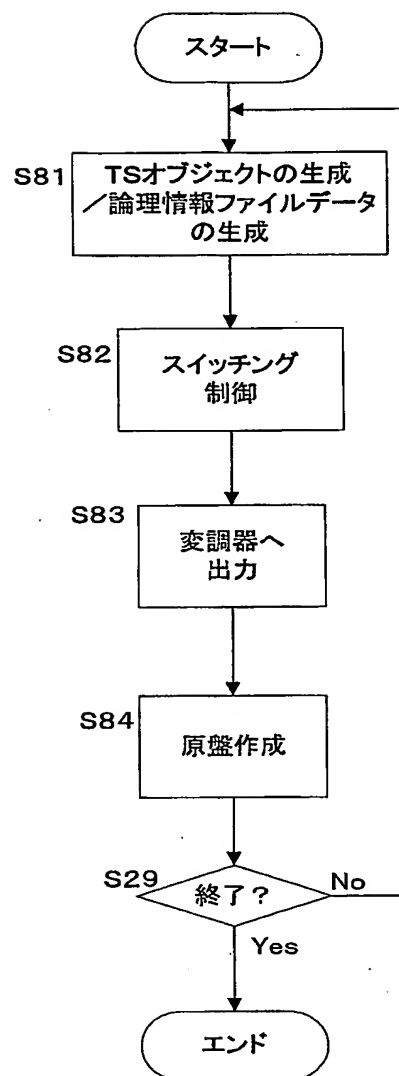 スタート
S81
TSオブジェクトの生成
／論理情報ファイルデータ
の生成
S82
スイッチング
制御
S83
変調器へ
出力
S84
原盤作成
S29
終了？
No
Yes
エンド